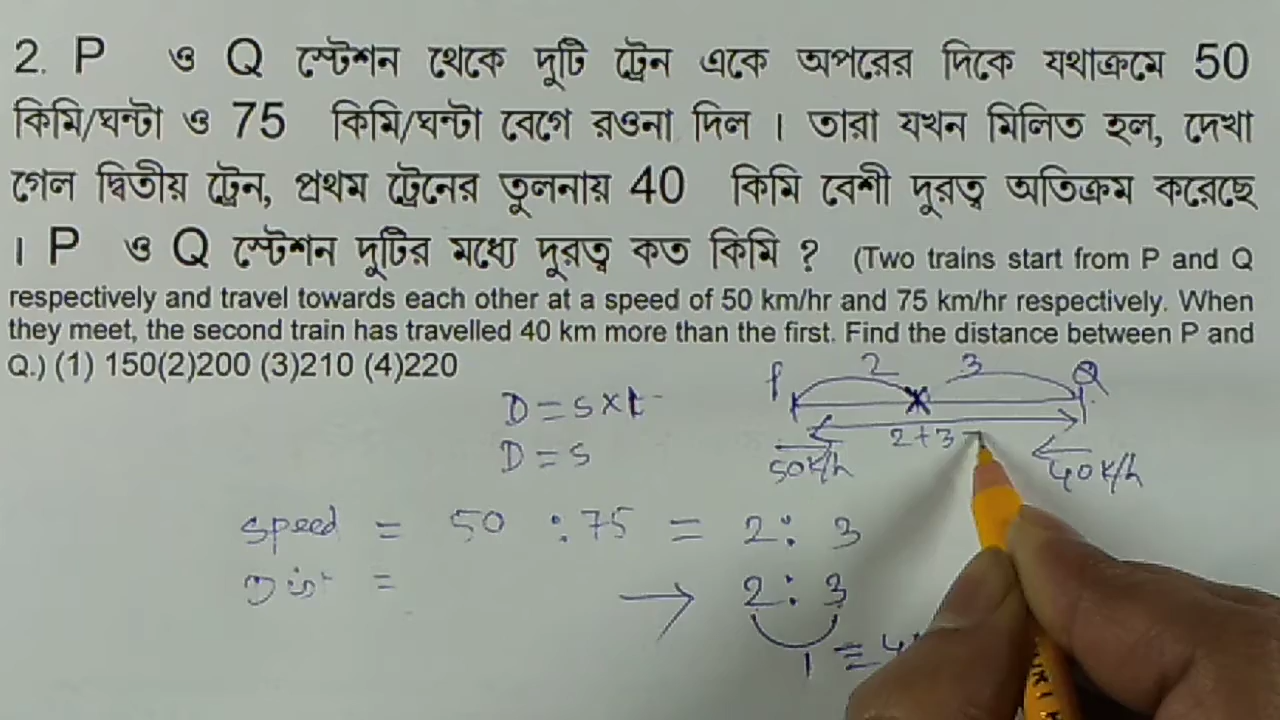 2. P ও Q স্টেশন থেকে দুটি ট্রেন একে অপরের দিকে যথাক্রমে 50
কিমি/ঘন্টা ও 75 কিমি/ঘন্টা বেগে রওনা দিল । তারা যখন মিলিত হল, দেখা
গেল দ্বিতীয় ট্রেন, প্রথম ট্রেনের তুলনায় 40 কিমি বেশী দুরত্ব অতিক্রম করেছে
। P ও Q স্টেশন দুটির মধ্যে দুরত্ব কত কিমি ? (Two trains start from P and Q
respectively and travel towards each other at a speed of 50 km/hr and 75 km/hr respectively. When
they meet, the second train has travelled 40 km more than the first. Find the distance between P and
Q.) (1) 150(2)200 (3)210 (4)220
P 2 3 Q
D = S × t
2+3 =
D = S
50 K/h 40 K/h
Speed = 50 : 75 = 2 : 3
Dist = → 2 : 3
1 = 4